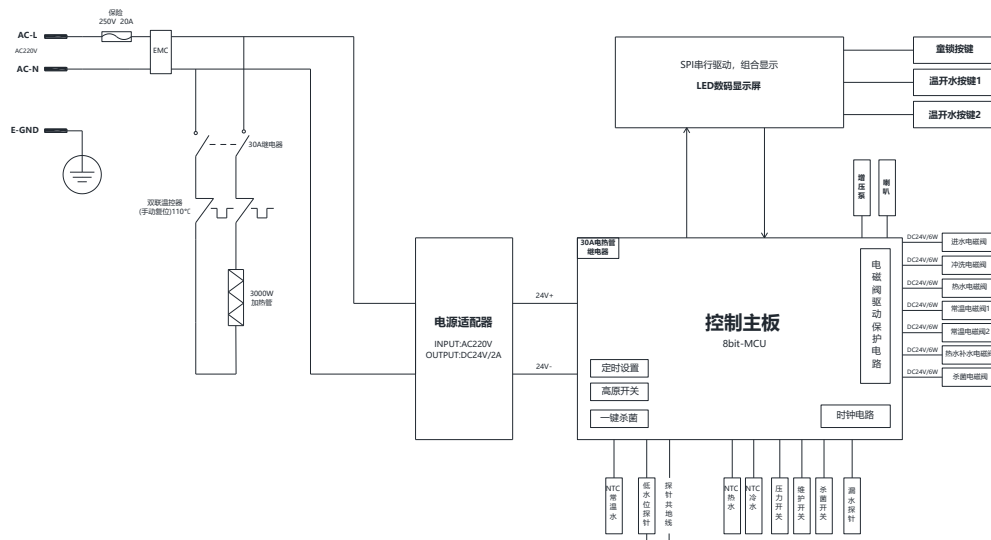 保险
250V 20A
AC-L
AC220V
EMC
AC-N
E-GND
30A继电器
双联温控器
(手动复位)110℃
3000W
加热管
SPI串行驱动，组合显示
LED数码显示屏
童锁按键
温开水按键1
温开水按键2
增压泵
喇叭
30A电热管
继电器
电源适配器
INPUT:AC220V
OUTPUT:DC24V/2A
24V+
24V-
控制主板
8bit-MCU
电磁阀驱动保护电路
定时设置
高原开关
一键杀菌
时钟电路
DC24V/6W 进水电磁阀
DC24V/6W 冲洗电磁阀
DC24V/6W 热水电磁阀
DC24V/6W 常温电磁阀1
DC24V/6W 常温电磁阀2
DC24V/6W 热水补水电磁阀
DC24V/6W 杀菌电磁阀
NTC常温水
低水位探针
探针共地线
NTC热水
NTC冷水
压力开关
维护开关
杀菌开关
漏水探针